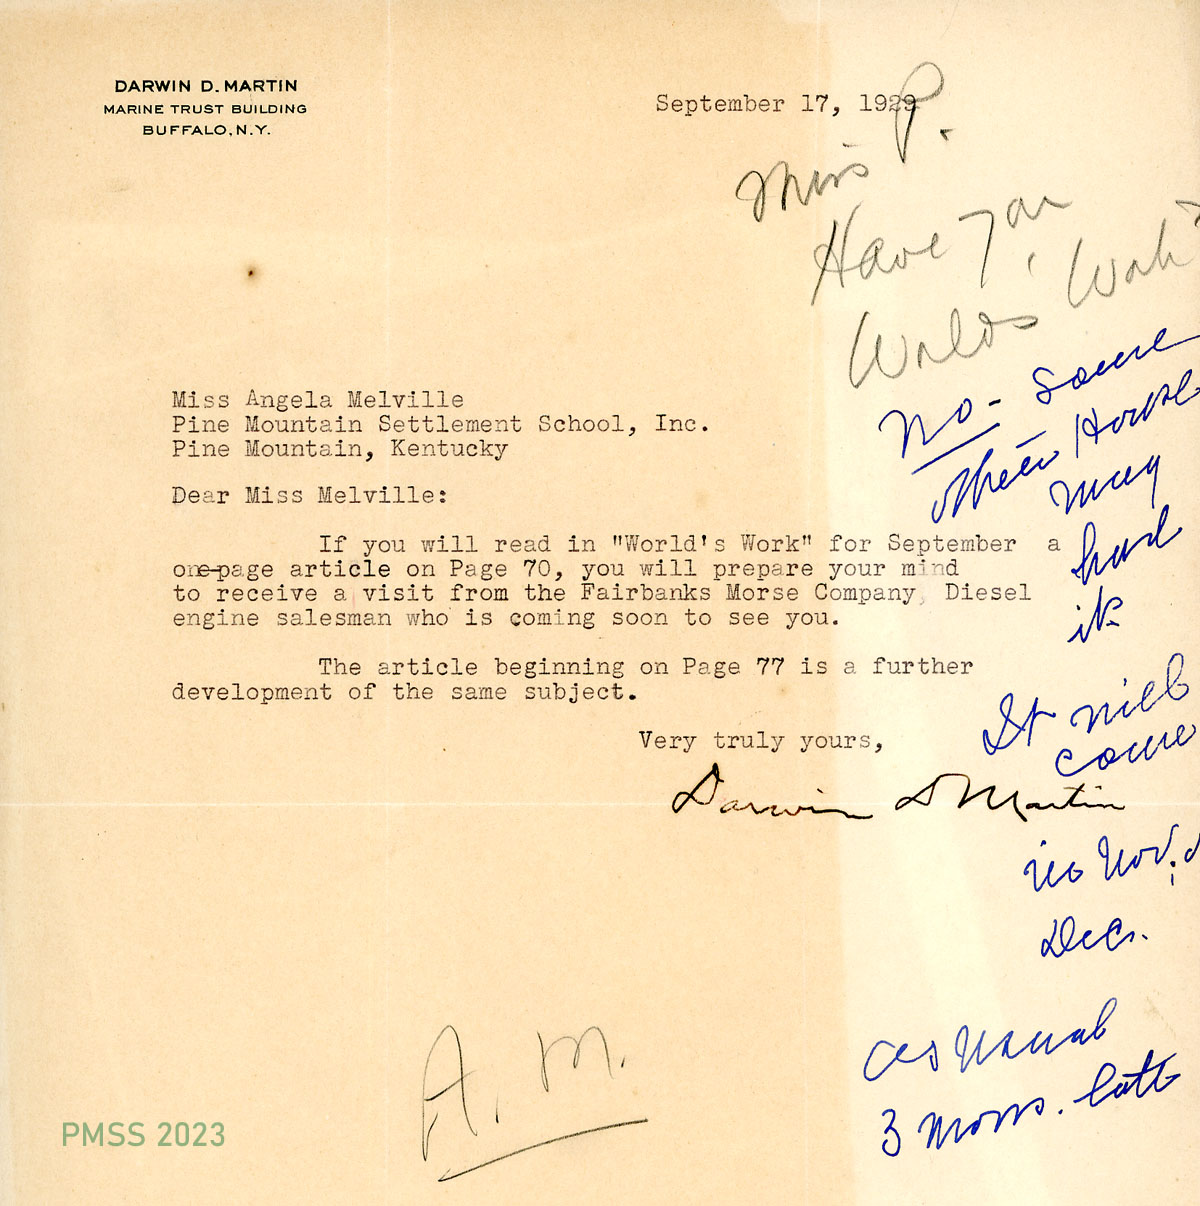 DARWIN D. MARTIN
MARINE TRUST BUILDING
BUFFALO, N.Y.
September 17, 1929
Miss P.
Have you
World's Work?
No - Some
other House
may
have
it
It will
come
in Nov. or
Dec.
as usual
3 mos. late
Miss Angela Melville
Pine Mountain Settlement School, Inc.
Pine Mountain, Kentucky
Dear Miss Melville:
If you will read in "World's Work" for September a
one-page article on Page 70, you will prepare your mind
to receive a visit from the Fairbanks Morse Company, Diesel
engine salesman who is coming soon to see you.
The article beginning on Page 77 is a further
development of the same subject.
Very truly yours,
Darwin D Martin
A. M.
PMSS 2023